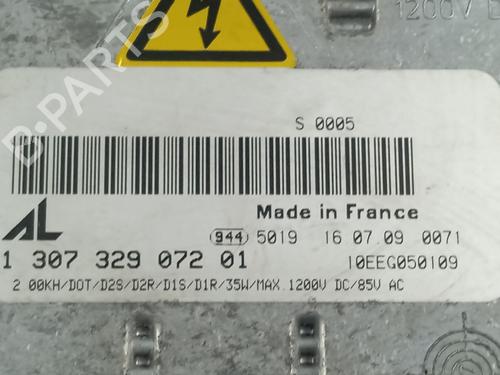 1200V D
S 0005
AL
Made in France
944 5019 16 07.09 0071
1 307 329 072 01
10EEG050109
2 00KH/DOT/D2S/D2R/D1S/D1R/35W/MAX.1200V DC/85V AC
B-PARTS